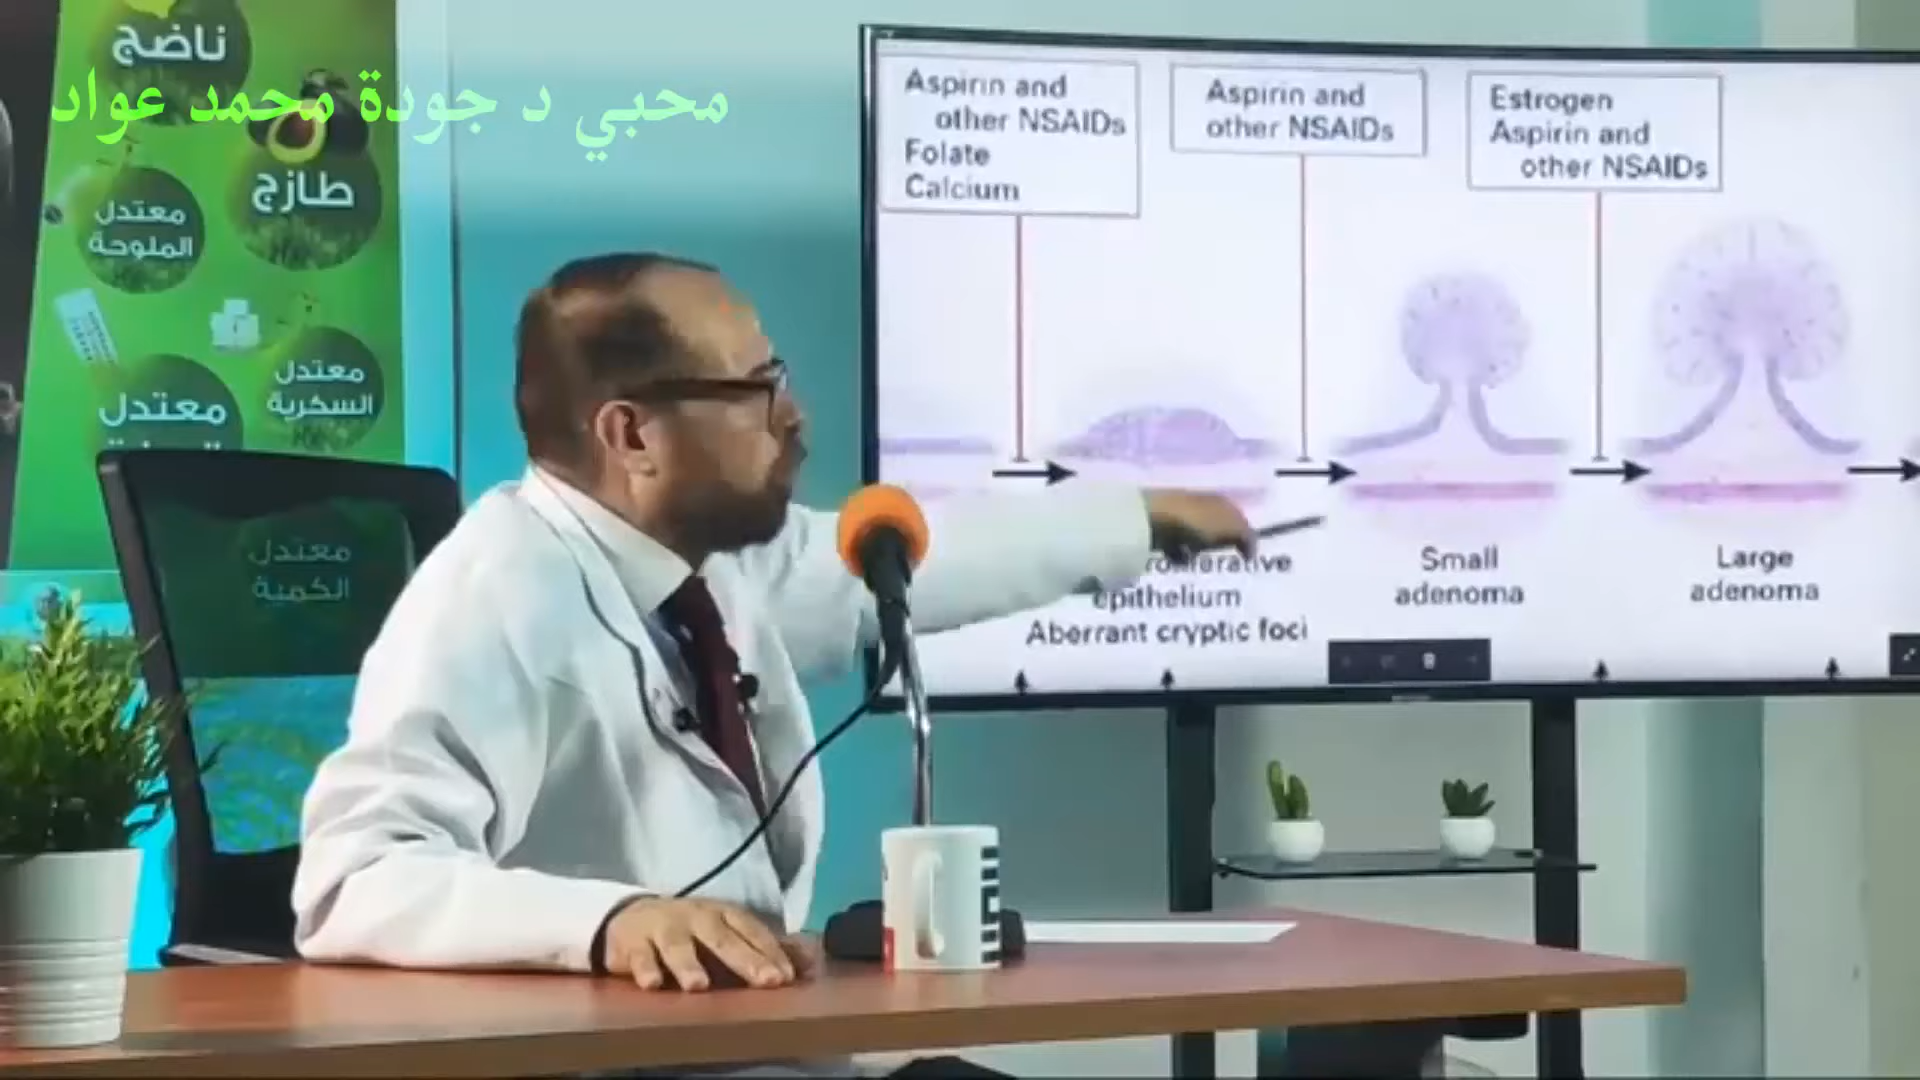 ناضج
محبي د جودة محمد عواد
طازج
معتدل
الملوحة
معتدل
السكرية
معتدل
معتدل
الكمية
Aspirin and
other NSAIDs
Folate
Calcium
Aspirin and
other NSAIDs
Estrogen
Aspirin and
other NSAIDs
epithelium
Aberrant cryptic foci
Small
adenoma
Large
adenoma